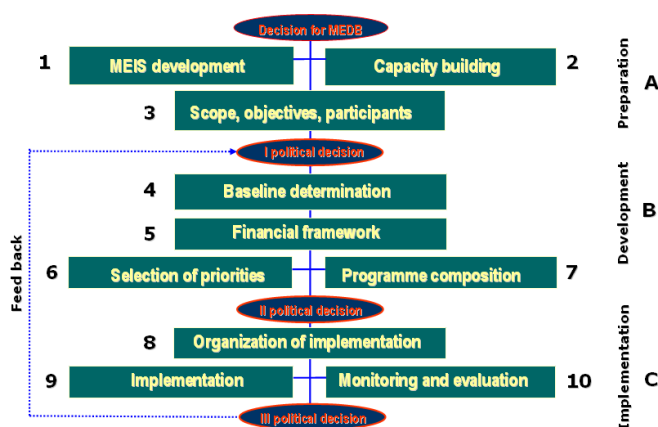 Decision for MEDB
1 MEIS development Capacity building 2
Preparation A
3 Scope, objectives, participants
I political decision
4 Baseline determination
Development B
5 Financial framework
6 Selection of priorities Programme composition 7
Feed back
II political decision
8 Organization of implementation
Implementation C
9 Implementation Monitoring and evaluation 10
III political decision